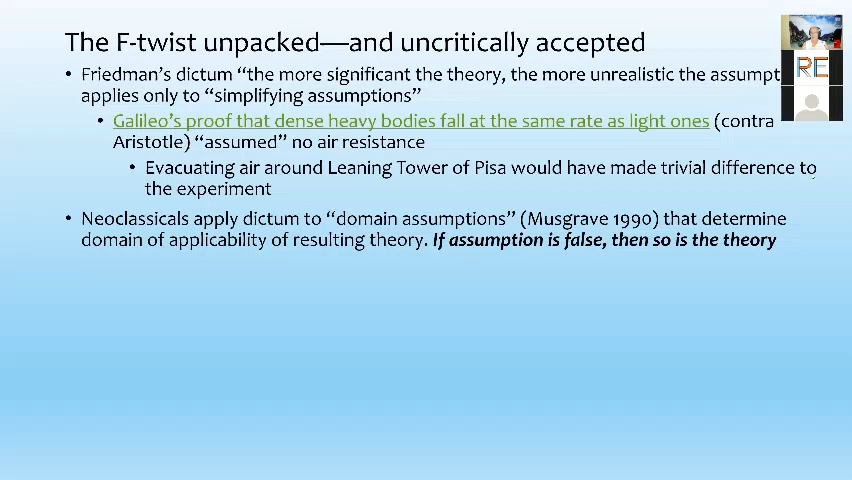 The F-twist unpacked—and uncritically accepted
• Friedman's dictum "the more significant the theory, the more unrealistic the assumpt
applies only to "simplifying assumptions"
• Galileo's proof that dense heavy bodies fall at the same rate as light ones (contra
Aristotle) "assumed" no air resistance
• Evacuating air around Leaning Tower of Pisa would have made trivial difference to
the experiment
• Neoclassicals apply dictum to "domain assumptions" (Musgrave 1990) that determine
domain of applicability of resulting theory. If assumption is false, then so is the theory
RE